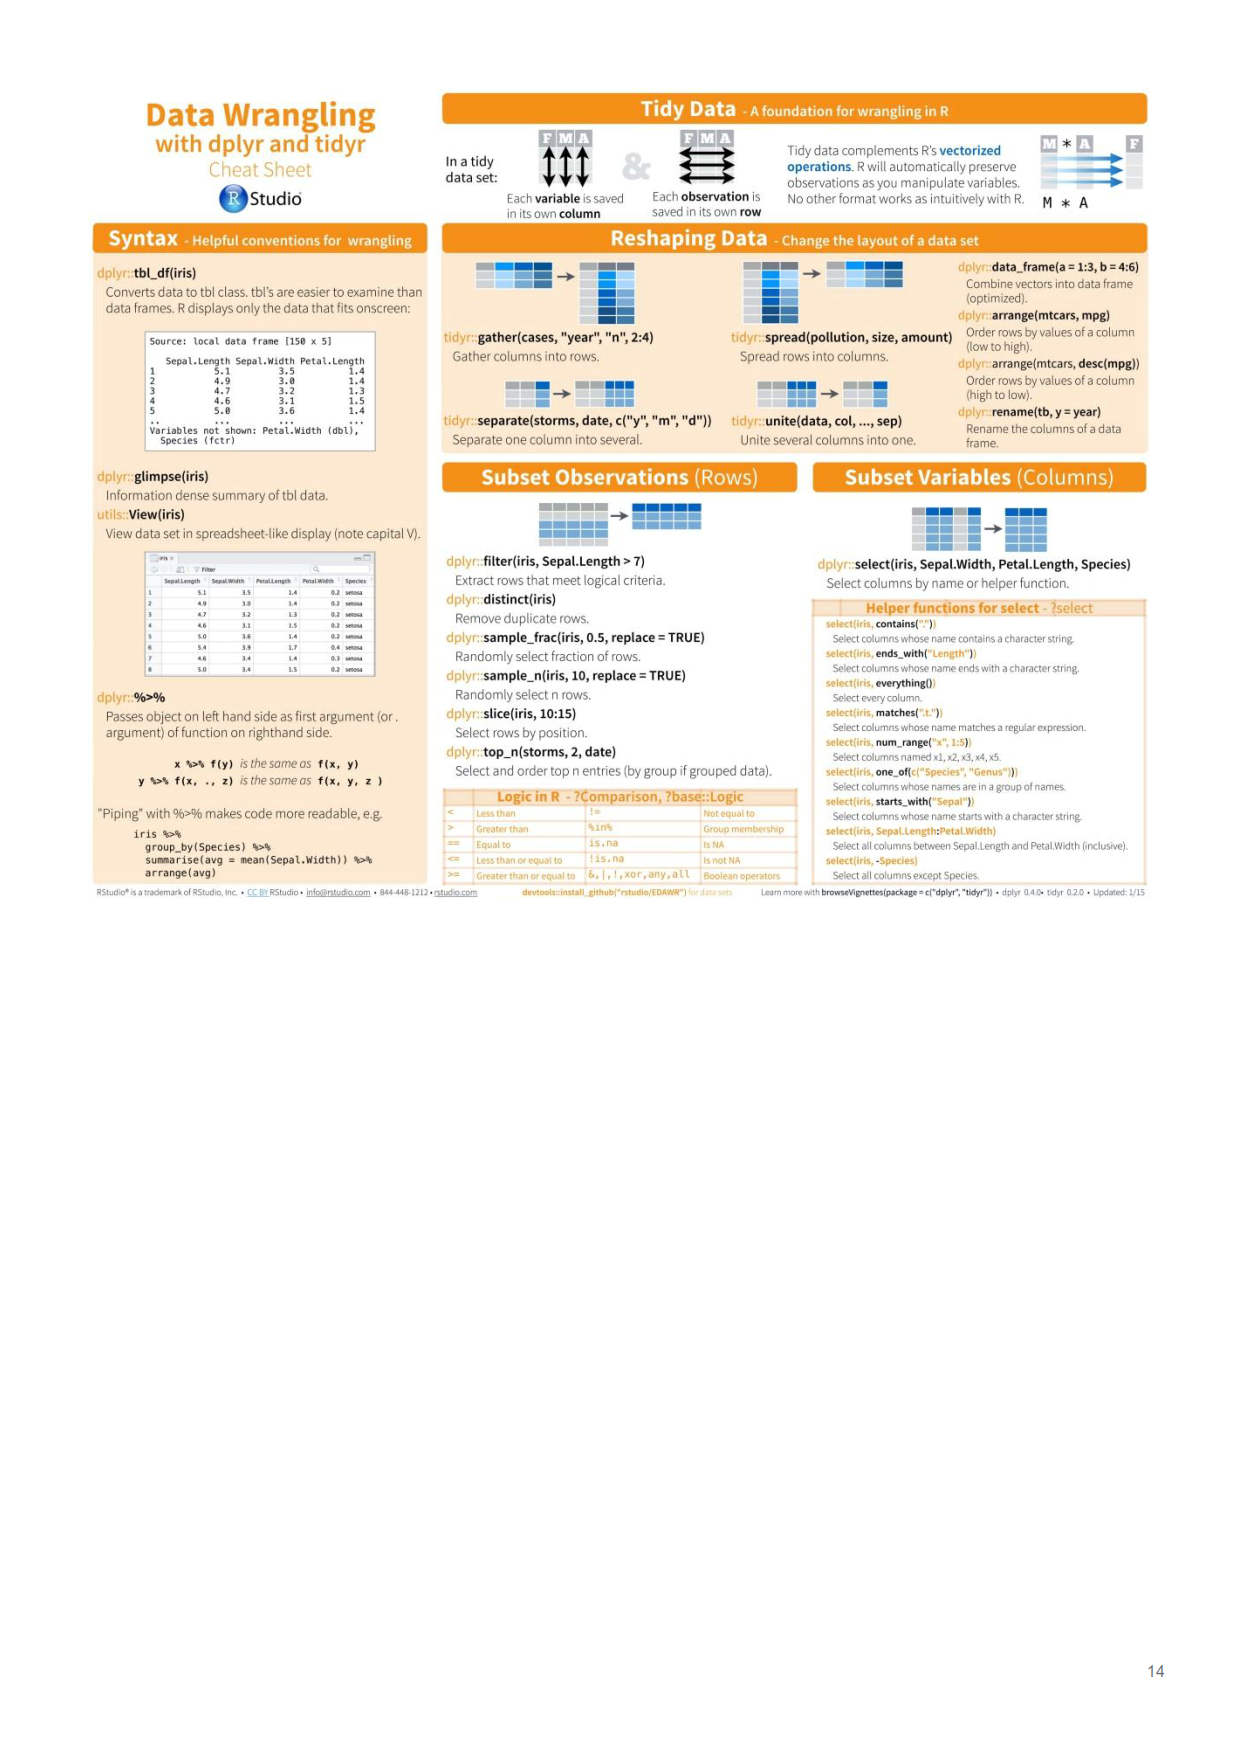 Data Wrangling
with dplyr and tidyr
Cheat Sheet
R Studio
Tidy Data - A foundation for wrangling in R
In a tidy
data set:
F M A
Each variable is saved
in its own column
&
F M A
Each observation is
saved in its own row
Tidy data complements R's vectorized
operations. R will automatically preserve
observations as you manipulate variables.
No other format works as intuitively with R.
M * A F
M * A
Syntax - Helpful conventions for wrangling
dplyr::tbl_df(iris)
Converts data to tbl class. tbl's are easier to examine than
data frames. R displays only the data that fits onscreen:
Source: local data frame [150 x 5]
Sepal.Length Sepal.Width Petal.Length
1 5.1 3.5 1.4
2 4.9 3.0 1.4
3 4.7 3.2 1.3
4 4.6 3.1 1.5
5 5.0 3.6 1.4
.. ... ... ...
Variables not shown: Petal.Width (dbl),
Species (fctr)
dplyr::glimpse(iris)
Information dense summary of tbl data.
utils::View(iris)
View data set in spreadsheet-like display (note capital V).
iris ×
Filter
Sepal.Length Sepal.Width Petal.Length Petal.Width Species
1 5.1 3.5 1.4 0.2 setosa
2 4.9 3.0 1.4 0.2 setosa
3 4.7 3.2 1.3 0.2 setosa
4 4.6 3.1 1.5 0.2 setosa
5 5.0 3.6 1.4 0.2 setosa
6 5.4 3.9 1.7 0.4 setosa
7 4.6 3.4 1.4 0.3 setosa
8 5.0 3.4 1.5 0.2 setosa
dplyr::%>%
Passes object on left hand side as first argument (or .
argument) of function on righthand side.
x %>% f(y) is the same as f(x, y)
y %>% f(x, ., z) is the same as f(x, y, z )
"Piping" with %>% makes code more readable, e.g.
iris %>%
group_by(Species) %>%
summarise(avg = mean(Sepal.Width)) %>%
arrange(avg)
Reshaping Data - Change the layout of a data set
tidyr::gather(cases, "year", "n", 2:4)
Gather columns into rows.
tidyr::spread(pollution, size, amount)
Spread rows into columns.
tidyr::separate(storms, date, c("y", "m", "d"))
Separate one column into several.
tidyr::unite(data, col, ..., sep)
Unite several columns into one.
dplyr::data_frame(a = 1:3, b = 4:6)
Combine vectors into data frame
(optimized).
dplyr::arrange(mtcars, mpg)
Order rows by values of a column
(low to high).
dplyr::arrange(mtcars, desc(mpg))
Order rows by values of a column
(high to low).
dplyr::rename(tb, y = year)
Rename the columns of a data
frame.
Subset Observations (Rows)
dplyr::filter(iris, Sepal.Length > 7)
Extract rows that meet logical criteria.
dplyr::distinct(iris)
Remove duplicate rows.
dplyr::sample_frac(iris, 0.5, replace = TRUE)
Randomly select fraction of rows.
dplyr::sample_n(iris, 10, replace = TRUE)
Randomly select n rows.
dplyr::slice(iris, 10:15)
Select rows by position.
dplyr::top_n(storms, 2, date)
Select and order top n entries (by group if grouped data).
Logic in R - ?Comparison, ?base::Logic
< Less than != Not equal to
> Greater than %in% Group membership
== Equal to is.na Is NA
<= Less than or equal to !is.na Is not NA
>= Greater than or equal to &,|,!,xor,any,all Boolean operators
Subset Variables (Columns)
dplyr::select(iris, Sepal.Width, Petal.Length, Species)
Select columns by name or helper function.
Helper functions for select - ?select
select(iris, contains("."))
Select columns whose name contains a character string.
select(iris, ends_with("Length"))
Select columns whose name ends with a character string.
select(iris, everything())
Select every column.
select(iris, matches(".t."))
Select columns whose name matches a regular expression.
select(iris, num_range("x", 1:5))
Select columns named x1, x2, x3, x4, x5.
select(iris, one_of(c("Species", "Genus")))
Select columns whose names are in a group of names.
select(iris, starts_with("Sepal"))
Select columns whose name starts with a character string.
select(iris, Sepal.Length:Petal.Width)
Select all columns between Sepal.Length and Petal.Width (inclusive).
select(iris, -Species)
Select all columns except Species.
RStudio® is a trademark of RStudio, Inc. • CC BY RStudio • info@rstudio.com • 844-448-1212 • rstudio.com
devtools::install_github("rstudio/EDAWR") for data sets
Learn more with browseVignettes(package = c("dplyr", "tidyr")) • dplyr 0.4.0• tidyr 0.2.0 • Updated: 1/15
14